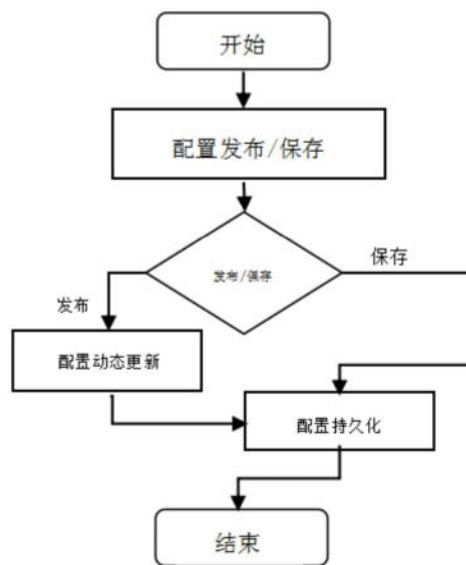 开始
配置发布/保存
发布/保存
保存
发布
配置动态更新
配置持久化
结束